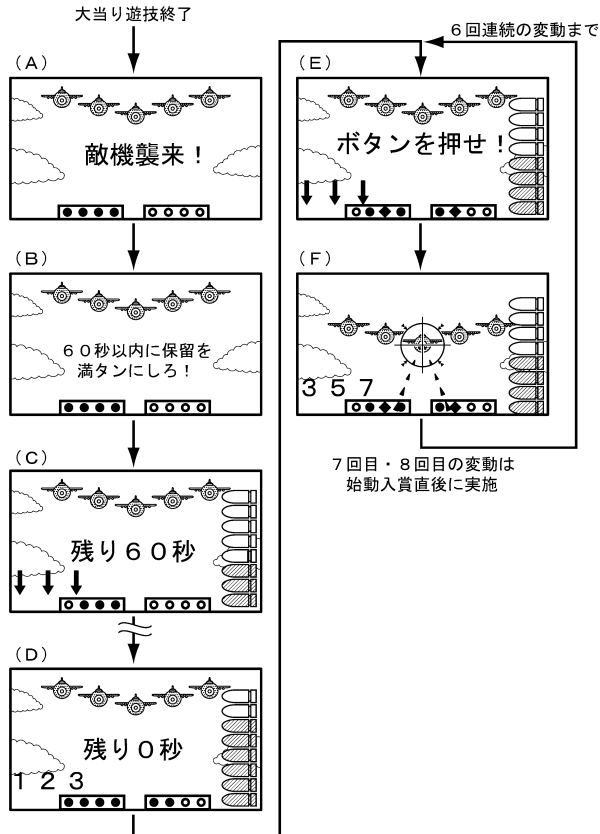 大当り遊技終了
(A)
敵機襲来！
(B)
６０秒以内に保留を
満タンにしろ！
(C)
残り６０秒
(D)
残り０秒
１２３
６回連続の変動まで
(E)
ボタンを押せ！
(F)
３５７
７回目・８回目の変動は
始動入賞直後に実施